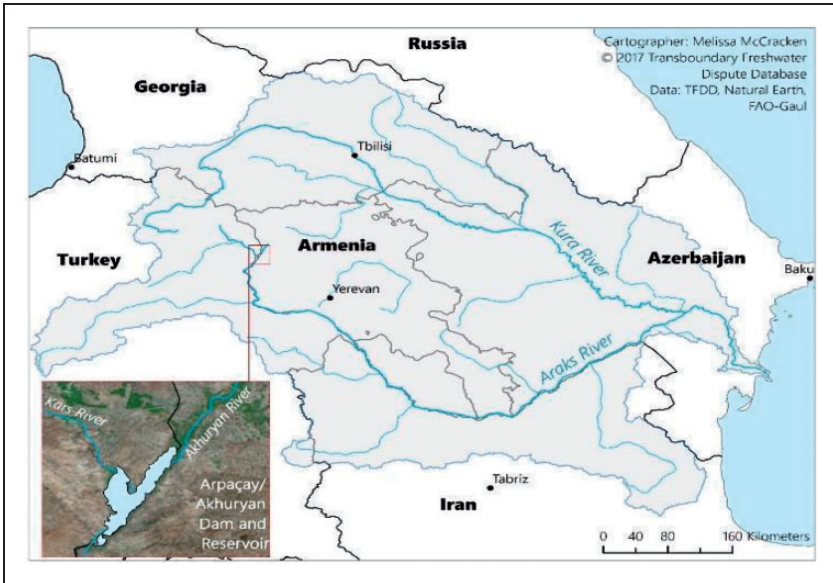 Russia
Cartographer: Melissa McCracken
© 2017 Transboundary Freshwater
Dispute Database
Data: TFDD, Natural Earth,
FAO-Gaul
Georgia
Tbilisi
Batumi
Kura River
Turkey
Armenia
Azerbaijan
Baku
Yerevan
Araks River
Kars River
Akhuryan River
Arpaçay/
Akhuryan
Dam and
Reservoir
Tabriz
Iran
0 40 80 160 Kilometers